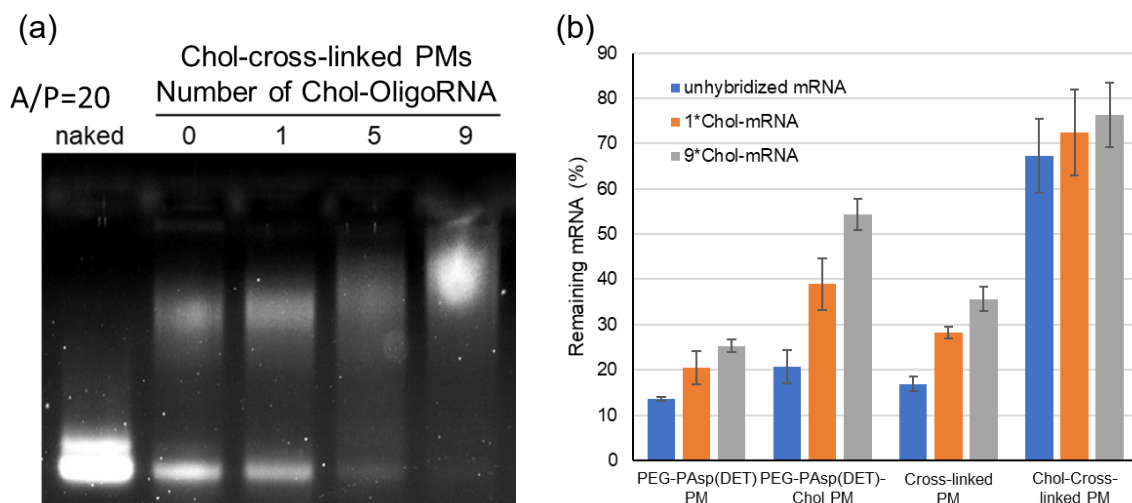 (a)
Chol-cross-linked PMs
A/P=20 Number of Chol-OligoRNA
naked 0 1 5 9
(b)
90
80
70
60
50
40
30
20
10
0
Remaining mRNA (%)
unhybridized mRNA
1*Chol-mRNA
9*Chol-mRNA
PEG-PAsp(DET)
PM
PEG-PAsp(DET)-
Chol PM
Cross-linked
PM
Chol-Cross-
linked PM